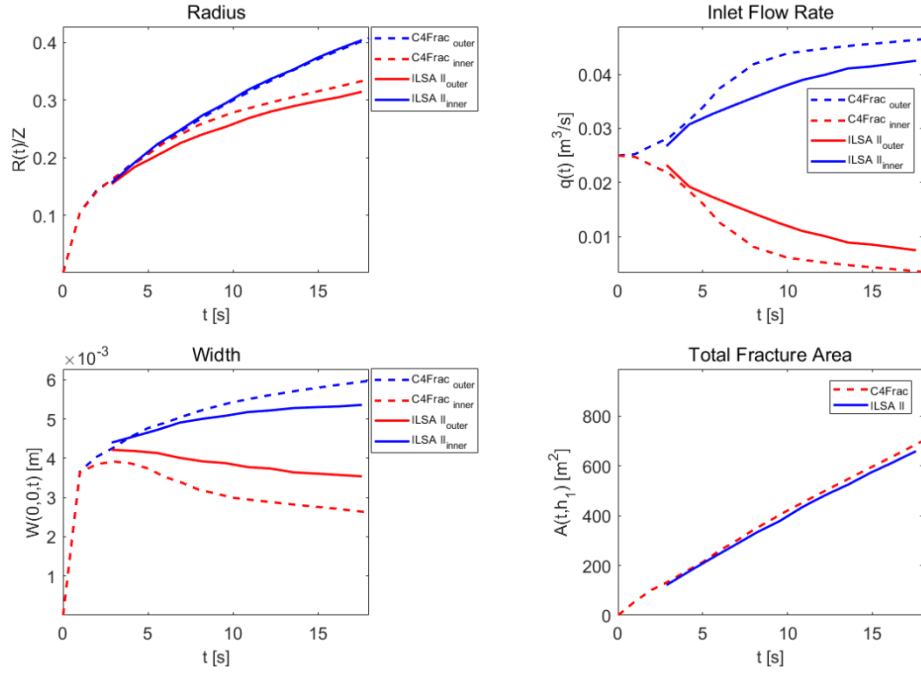 Radius
R(t)/Z
0.4
0.3
0.2
0.1
0
5
10
15
t [s]
C4Frac outer
C4Frac inner
ILSA II outer
ILSA II inner
Inlet Flow Rate
q(t) [m³/s]
0.04
0.03
0.02
0.01
0
5
10
15
t [s]
C4Frac outer
C4Frac inner
ILSA II outer
ILSA II inner
Width
×10⁻³
W(0,0,t) [m]
6
5
4
3
2
1
0
5
10
15
t [s]
C4Frac outer
C4Frac inner
ILSA II outer
ILSA II inner
Total Fracture Area
A(t,h₁) [m²]
800
600
400
200
0
0
5
10
15
t [s]
C4Frac
ILSA II